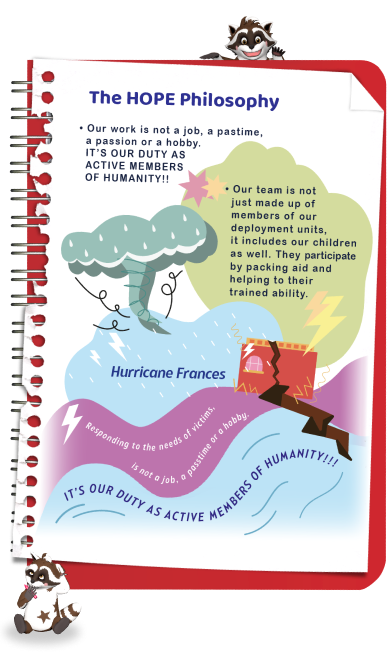 The HOPE Philosophy
• Our work is not a job, a pastime,
a passion or a hobby.
IT'S OUR DUTY AS
ACTIVE MEMBERS
OF HUMANITY!!
• Our team is not
just made up of
members of our
deployment units,
it includes our children
as well. They participate
by packing aid and
helping to their
trained ability.
Hurricane Frances
Responding to the needs of victims,
is not a job, a passtime or a hobby.
IT'S OUR DUTY AS ACTIVE MEMBERS OF HUMANITY!!!